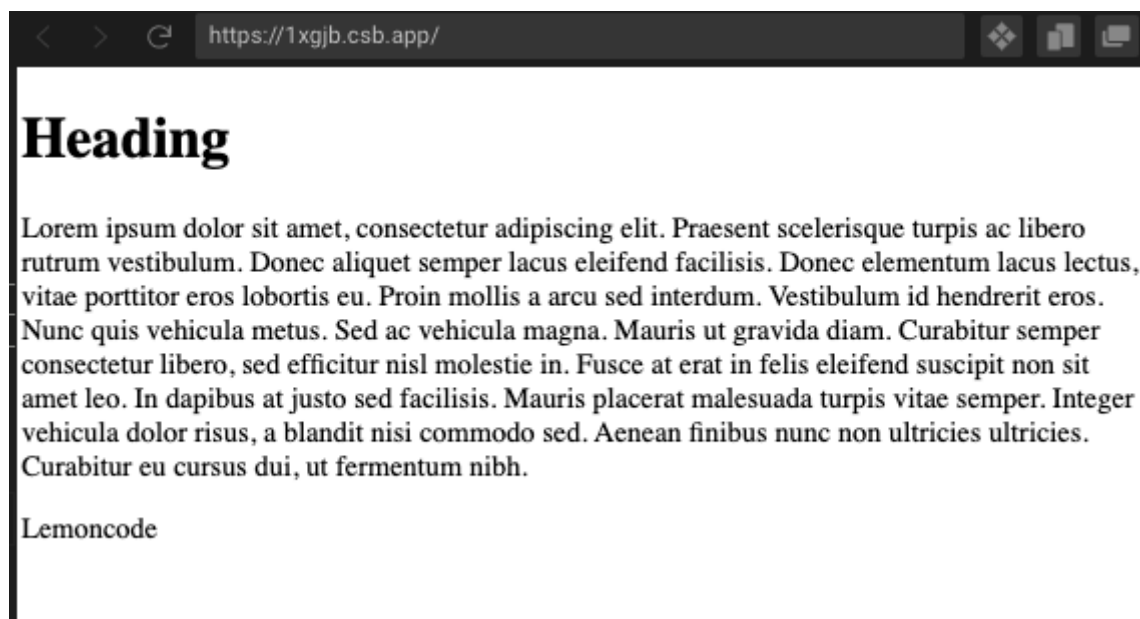 https://1xgjb.csb.app/
Heading
Lorem ipsum dolor sit amet, consectetur adipiscing elit. Praesent scelerisque turpis ac libero
rutrum vestibulum. Donec aliquet semper lacus eleifend facilisis. Donec elementum lacus lectus,
vitae porttitor eros lobortis eu. Proin mollis a arcu sed interdum. Vestibulum id hendrerit eros.
Nunc quis vehicula metus. Sed ac vehicula magna. Mauris ut gravida diam. Curabitur semper
consectetur libero, sed efficitur nisl molestie in. Fusce at erat in felis eleifend suscipit non sit
amet leo. In dapibus at justo sed facilisis. Mauris placerat malesuada turpis vitae semper. Integer
vehicula dolor risus, a blandit nisi commodo sed. Aenean finibus nunc non ultricies ultricies.
Curabitur eu cursus dui, ut fermentum nibh.
Lemoncode